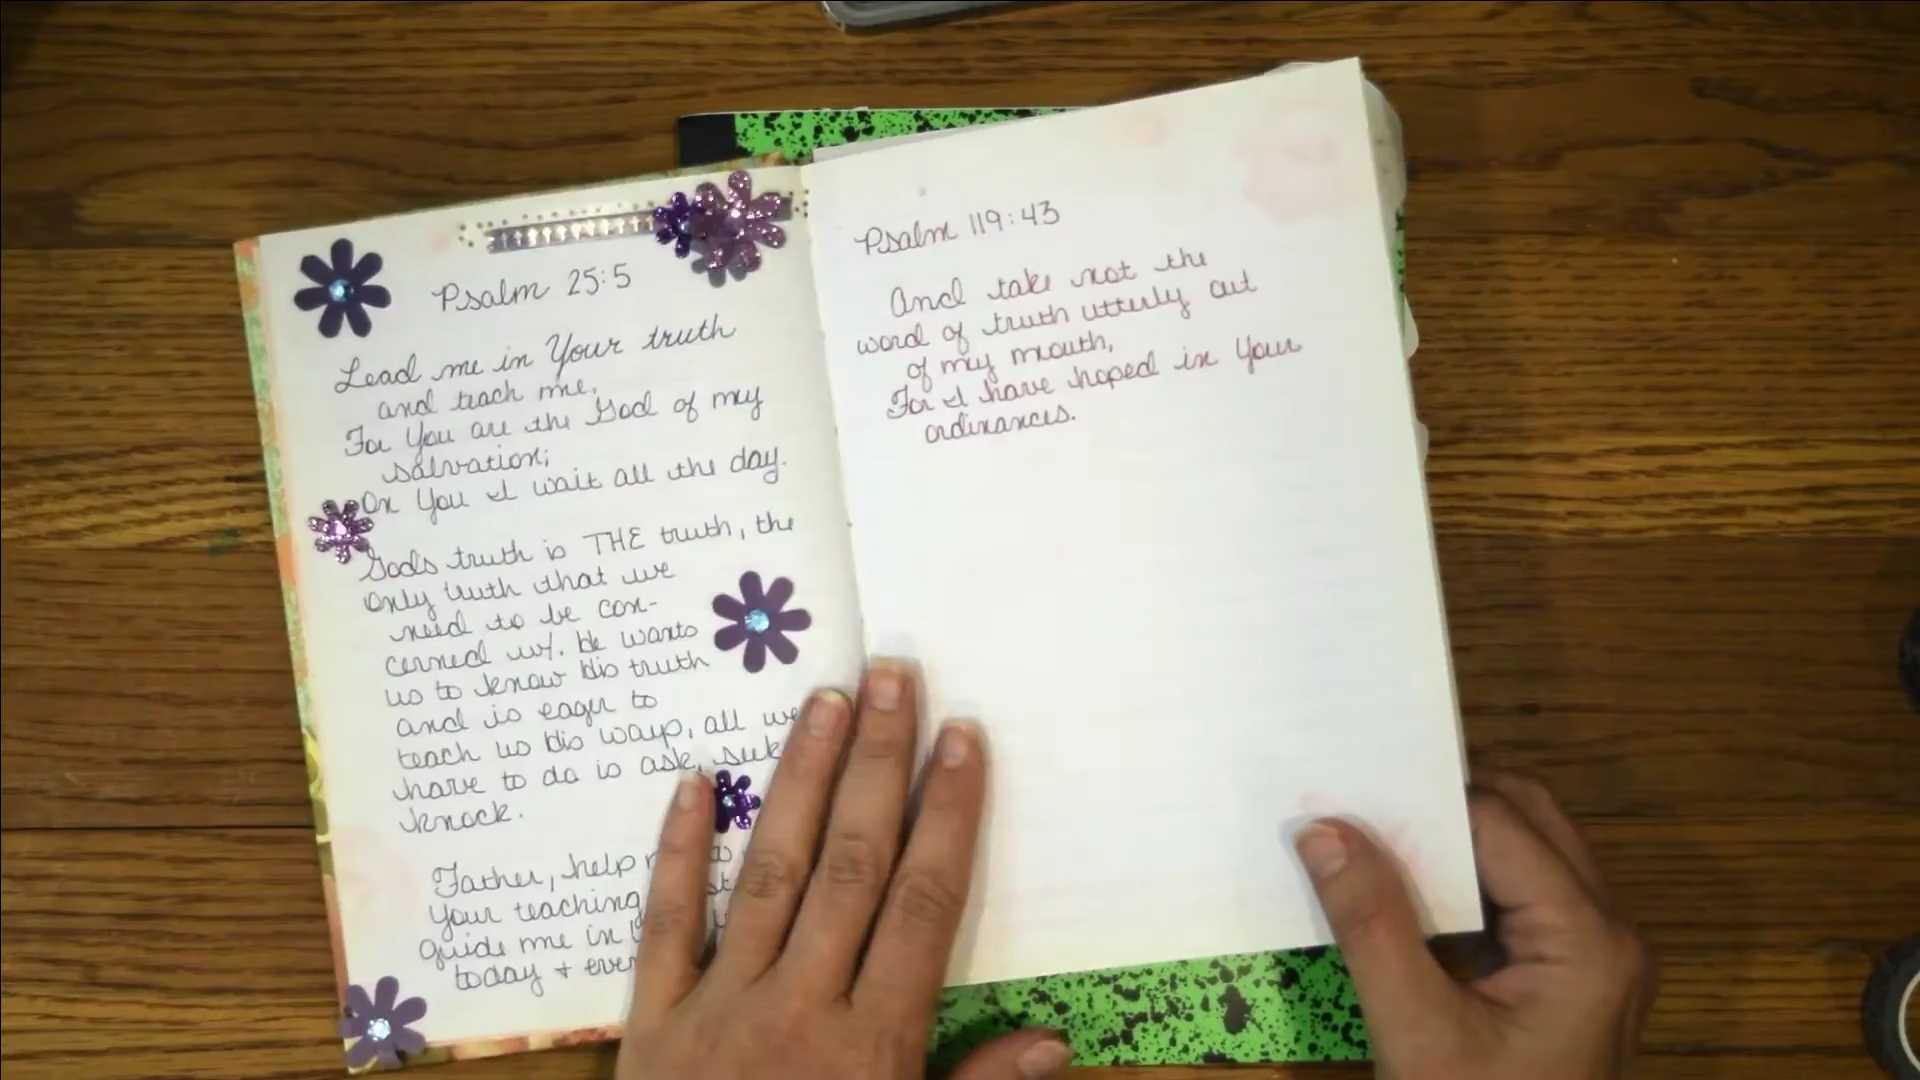 Psalm 25:5
Lead me in Your truth
and teach me,
For You are the God of my
salvation;
On You I wait all the day.
God's truth is THE truth, the
only truth that we
need to be con-
cerned w/. He wants
us to know His truth
and is eager to
teach us His ways, all we
have to do is ask, seek
knock.
Father, help
Your teaching
guide me in
today +
Psalm 119:43
And take not the
word of truth utterly out
of my mouth,
For I have hoped in Your
ordinances.